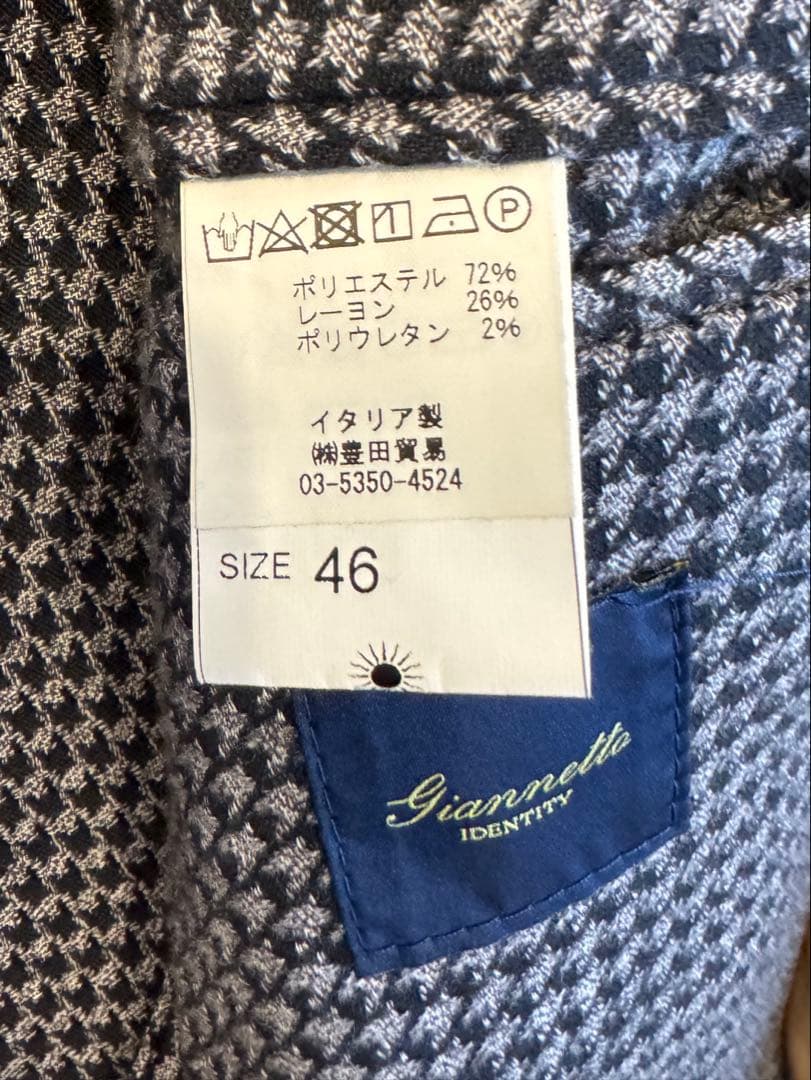 P
ポリエステル 72%
レーヨン 26%
ポリウレタン 2%
イタリア製
㈱豊田貿易
03-5350-4524
SIZE 46
Giannetto
IDENTITY